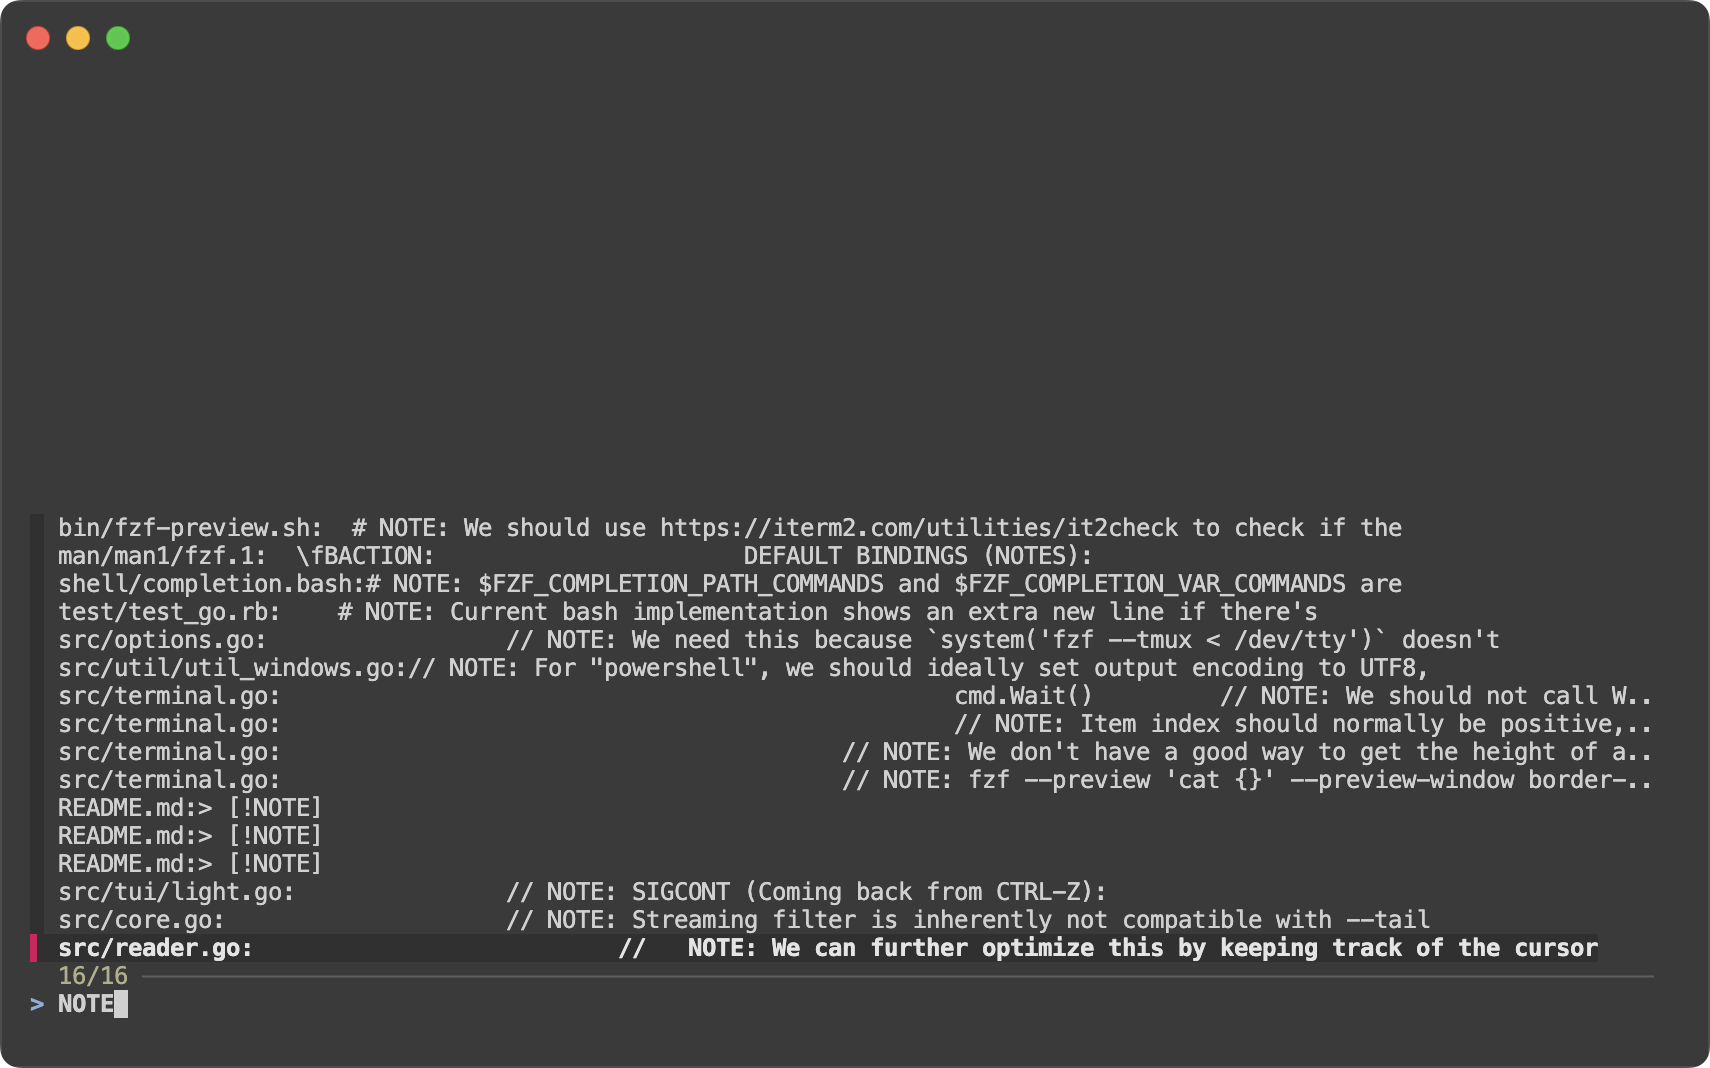 bin/fzf-preview.sh:  # NOTE: We should use https://iterm2.com/utilities/it2check to check if the
man/man1/fzf.1:  \fBACTION:                      DEFAULT BINDINGS (NOTES):
shell/completion.bash:# NOTE: $FZF_COMPLETION_PATH_COMMANDS and $FZF_COMPLETION_VAR_COMMANDS are
test/test_go.rb:    # NOTE: Current bash implementation shows an extra new line if there's
src/options.go:                 // NOTE: We need this because `system('fzf --tmux < /dev/tty')` doesn't
src/util/util_windows.go:// NOTE: For "powershell", we should ideally set output encoding to UTF8,
src/terminal.go:                                                cmd.Wait()         // NOTE: We should not call W..
src/terminal.go:                                                // NOTE: Item index should normally be positive,..
src/terminal.go:                                        // NOTE: We don't have a good way to get the height of a..
src/terminal.go:                                        // NOTE: fzf --preview 'cat {}' --preview-window border-..
README.md:> [!NOTE]
README.md:> [!NOTE]
README.md:> [!NOTE]
src/tui/light.go:               // NOTE: SIGCONT (Coming back from CTRL-Z):
src/core.go:                    // NOTE: Streaming filter is inherently not compatible with --tail
src/reader.go:                          //   NOTE: We can further optimize this by keeping track of the cursor
16/16
> NOTE